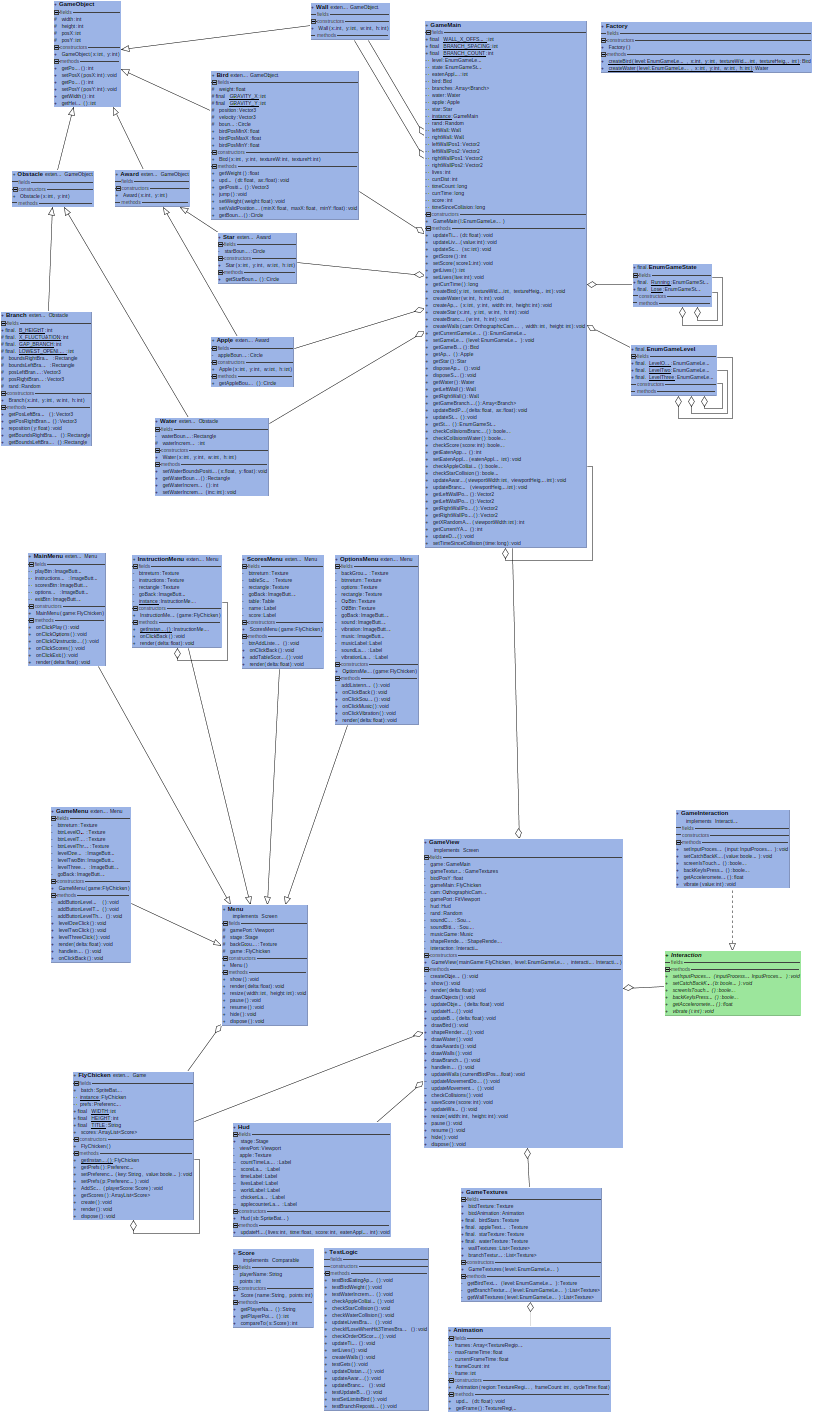 GameObject
fields
# width: int
# height: int
# posX: int
# posY: int
constructors
+ GameObject(x: int, y: int)
methods
+ getPo... (): int
+ setPosX(posX: int): void
+ getPo... (): int
+ setPosY(posY: int): void
+ getWidth(): int
+ getHei... (): int
Wall exten... GameObject
fields
constructors
+ Wall(x: int, y: int, w: int, h: int)
methods
Bird exten... GameObject
fields
- weight: float
# final GRAVITY_X: int
# final GRAVITY_Y: int
+ position: Vector3
+ velocity: Vector3
- boun...: Circle
- birdPosMinX: float
- birdPosMaxX: float
- birdPosMinY: float
constructors
+ Bird(x: int, y: int, textureW: int, textureH: int)
methods
+ getWeight(): float
+ upd... (dt: float, ax: float): void
+ getPositi... (): Vector3
+ jump(): void
+ setWeight(weight: float): void
+ setValidPosition... (minX: float, maxX: float, minY: float): void
+ getBoun... (): Circle
Obstacle exten... GameObject
fields
constructors
+ Obstacle(x: int, y: int)
methods
Award exten... GameObject
fields
constructors
+ Award(x: int, y: int)
methods
Star exten... Award
fields
- starBoun...: Circle
constructors
+ Star(x: int, y: int, w: int, h: int)
methods
+ getStarBoun... (): Circle
Apple exten... Award
fields
- appleBoun...: Circle
constructors
+ Apple(x: int, y: int, w: int, h: int)
methods
+ getAppleBou... (): Circle
Branch exten... Obstacle
fields
+ final B_HEIGHT: int
# final X_FLUCTUATION: int
# final GAP_BRANCH: int
# final LOWEST_OPENI...: int
- boundsRightBra...: Rectangle
- boundsLeftBra...: Rectangle
- posLeftBran...: Vector3
- posRightBran...: Vector3
- rand: Random
constructors
+ Branch(x: int, y: int, w: int, h: int)
methods
+ getPosLeftBra... (): Vector3
+ getPosRightBran... (): Vector3
+ reposition(y: float): void
+ getBoundsRightBra... (): Rectangle
+ getBoundsLeftBra... (): Rectangle
Water exten... Obstacle
fields
- waterBoun...: Rectangle
# waterIncrem...: int
constructors
+ Water(x: int, y: int, w: int, h: int)
methods
+ setWaterBoundsPositi... (x: float, y: float): void
+ getWaterBoun... (): Rectangle
+ getWaterIncrem... (): int
+ setWaterIncrem... (inc: int): void
GameMain
fields
+ final WALL_X_OFFS...: int
+ final BRANCH_SPACING: int
+ final BRANCH_COUNT: int
- level: EnumGameLe...
- state: EnumGameSt...
- eatenAppl...: int
- bird: Bird
- branches: Array<Branch>
- water: Water
- apple: Apple
- star: Star
- instance: GameMain
- rand: Random
- leftWall: Wall
- rightWall: Wall
- leftWallPos1: Vector2
- leftWallPos2: Vector2
- rightWallPos1: Vector2
- rightWallPos2: Vector2
- lives: int
- currDist: int
- timeCount: long
- currTime: long
- score: int
- timeSinceCollision: long
constructors
+ GameMain(l:EnumGameLe... )
methods
+ updateTi... (dt: float): void
+ updateLiv... (value: int): void
+ updateSc... (sc: int): void
+ getScore(): int
+ setScore(score1:int): void
+ getLives(): int
+ setLives(live:int): void
+ getCurrTime(): long
+ createBird(y: int, textureWid...: int, textureHeig...: int): void
+ createWater(w: int, h: int): void
+ createAp... (x: int, y: int, width: int, height: int): void
+ createStar(x: int, y: int, w: int, h: int): void
+ createBranc... (w: int, h: int): void
+ createWalls(cam: OrthographicCam..., width: int, height: int): void
+ getCurrentGameLe... (): EnumGameLe...
+ setGameLe... (level: EnumGameLe... ): void
+ getGameB... (): Bird
+ getAp... (): Apple
+ getStar(): Star
+ disposeAp... (): void
+ disposeS... (): void
+ getWater(): Water
+ getLeftWall(): Wall
+ getRightWall(): Wall
+ getGameBranch... (): Array<Branch>
+ updateBirdP... (delta: float, ax: float): void
+ updateSt... (): void
+ getSt... (): EnumGameSt...
+ checkCollisionsBranc... (): boole...
+ checkCollisionsWater(): boole...
+ checkScore(score: int): boole...
+ getEatenApp... (): int
+ setEatenAppl... (eatenAppl...: int): void
+ checkAppleCollisi... (): boole...
+ checkStarCollision(): boole...
+ updateAwar... (viewportWidth: int, viewportHeig...: int): void
+ updateBranc... (viewportHeig...: int): void
+ getLeftWallPo... (): Vector2
+ getLeftWallPo... (): Vector2
+ getRightWallPo... (): Vector2
+ getRightWallPo... (): Vector2
+ getXRandomA... (viewportWidth: int): int
+ getCurrentYA... (): int
+ updateD... (): void
+ setTimeSinceCollision(time: long): void
Factory
fields
constructors
+ Factory()
methods
+ createBird(level: EnumGameLe..., x: int, y: int, textureWid...: int, textureHeig...: int): Bird
+ createWater(level: EnumGameLe..., x: int, y: int, w: int, h: int): Water
final EnumGameState
fields
+ final Running: EnumGameSt...
+ final Lose: EnumGameSt...
constructors
methods
final EnumGameLevel
fields
+ final LevelO...: EnumGameLe...
+ final LevelTwo: EnumGameLe...
+ final LevelThree: EnumGameLe...
constructors
methods
MainMenu exten... Menu
fields
- playBtn: ImageButt...
- instructions...: ImageButt...
- scoresBtn: ImageButt...
- options...: ImageButt...
- exitBtn: ImageButt...
constructors
+ MainMenu(game: FlyChicken)
methods
+ onClickPlay(): void
+ onClickOptions(): void
+ onClickInstructio... (): void
+ onClickScores(): void
+ onClickExit(): void
+ render(delta: float): void
InstructionMenu exten... Menu
fields
- btnreturn: Texture
- instructions: Texture
- rectangle: Texture
- goBack: ImageButt...
- instance: InstructionMe...
constructors
+ InstructionMe... (game: FlyChicken)
methods
+ getInstan... (): InstructionMe...
+ onClickBack(): void
+ render(delta: float): void
ScoresMenu exten... Menu
fields
- btnreturn: Texture
- tableSc...: Texture
- rectangle: Texture
- goBack: ImageButt...
- table: Table
- name: Label
- score: Label
constructors
+ ScoresMenu(game: FlyChicken)
methods
- btnAddListe... (): void
+ onClickBack(): void
+ addTableScor... (): void
+ render(delta: float): void
OptionsMenu exten... Menu
fields
- backGrou...: Texture
- btnreturn: Texture
- options: Texture
- rectangle: Texture
- OnBtn: Texture
- OffBtn: Texture
- goBack: ImageButt...
- sound: ImageButt...
- vibration: ImageButt...
- music: ImageButt...
- musicLabel: Label
- soundLa...: Label
- vibrationLa...: Label
constructors
+ OptionsMe... (game: FlyChicken)
methods
- addListenn... (): void
+ onClickBack(): void
+ onClickSou... (): void
+ onClickMusic(): void
+ onClickVibration(): void
+ render(delta: float): void
GameMenu exten... Menu
fields
- btnreturn: Texture
- btnLevelO...: Texture
- btnLevelT...: Texture
- btnLevelThr...: Texture
- levelOne...: ImageButt...
- levelTwoBtn: ImageButt...
- levelThree...: ImageButt...
- goBack: ImageButt...
constructors
+ GameMenu(game: FlyChicken)
methods
- addButtonLevel... (): void
- addButtonLevelT... (): void
- addButtonLevelTh... (): void
+ levelOneClick(): void
+ levelTwoClick(): void
+ levelThreeClick(): void
+ render(delta: float): void
+ handleIn... (): void
+ onClickBack(): void
Menu
implements Screen
fields
# gamePort: Viewport
# stage: Stage
# backGrou...: Texture
# game: FlyChicken
constructors
+ Menu()
methods
+ show(): void
+ render(delta: float): void
+ resize(width: int, height: int): void
+ pause(): void
+ resume(): void
+ hide(): void
+ dispose(): void
GameView
implements Screen
fields
- game: GameMain
- gameTextur...: GameTextures
- birdPosY: float
- gameMain: FlyChicken
- cam: OrthographicCam...
- gamePort: FitViewport
- hud: Hud
- rand: Random
- soundC...: Sou...
- soundBiti...: Sou...
- musicGame: Music
- shapeRende...: ShapeRende...
- interaction: Interacti...
constructors
+ GameView(mainGame: FlyChicken, level: EnumGameLe..., interacti...: Interacti... )
methods
- createObje... (): void
+ show(): void
+ render(delta: float): void
- drawObjects(): void
+ updateObje... (delta: float): void
+ updateH... (): void
+ updateB... (delta: float): void
+ drawBird(): void
+ shapeRender... (): void
+ drawWater(): void
+ drawAwards(): void
+ drawWalls(): void
+ drawBranch... (): void
+ handleIn... (): void
+ updateWalls(currentBirdPos...: float): void
+ updateMovementDe... (): void
+ updateMovement... (): void
+ checkCollisions(): void
+ saveScore(score: int): void
+ updateWa... (): void
+ resize(width: int, height: int): void
+ pause(): void
+ resume(): void
+ hide(): void
+ dispose(): void
GameInteraction
implements Interacti...
fields
constructors
methods
+ setInputProces... (input: InputProces... ): void
+ setCatchBackK... (value: boole... ): void
+ screenIsTouch... (): boole...
+ backKeyIsPress... (): boole...
+ getAccelerometer... (): float
+ vibrate(value: int): void
Interaction
fields
methods
+ setInputProces... (inputProcess... InputProces... ): void
+ setCatchBackK... (b: boole... ): void
+ screenIsTouch... (): boole...
+ backKeyIsPress... (): boole...
+ getAcceleromete... (): float
+ vibrate(i: int): void
FlyChicken exten... Game
fields
+ batch: SpriteBat...
- instance: FlyChicken
- prefs: Preferenc...
+ final WIDTH: int
+ final HEIGHT: int
+ final TITLE: String
- scores: ArrayList<Score>
constructors
+ FlyChicken()
methods
+ getInstan... (): FlyChicken
+ getPrefs(): Preferenc...
+ setPreferenc... (key: String, value: boole... ): void
+ setPrefs(p: Preferenc... ): void
+ AddSc... (playerScore: Score): void
+ getScores(): ArrayList<Score>
+ create(): void
+ render(): void
+ dispose(): void
Hud
fields
+ stage: Stage
- viewPort: Viewport
- apple: Texture
- countTimeLa...: Label
- scoreLa...: Label
- timeLabel: Label
- livesLabel: Label
- worldLabel: Label
- chickenLa...: Label
- applecounterLa...: Label
constructors
+ Hud(sb: SpriteBat... )
methods
+ updateH... (lives: int, time: float, score: int, eatenAppl...: int): void
Score
implements Comparable
fields
- playerName: String
- points: int
constructors
+ Score(name: String, points: int)
methods
+ getPlayerNa... (): String
+ getPlayerPoi... (): int
+ compareTo(s: Score): int
TestLogic
fields
constructors
methods
+ testBirdEatingAp... (): void
+ testBirdWeight(): void
+ testWaterIncrem... (): void
+ checkAppleCollisi... (): void
+ checkStarCollision(): void
+ checkWaterCollision(): void
+ updateLivesBra... (): void
+ checkIfLoseWhenHit3TimesBra... (): void
+ checkOrderOfScor... (): void
+ updateTi... (): void
+ setLives(): void
+ createWalls(): void
+ testGets(): void
+ updateDistan... (): void
+ updateAwar... (): void
+ updateBranc... (): void
+ testUpdateB... (): void
+ testSetLimitsBird(): void
+ testBranchRepositi... (): void
GameTextures
fields
+ birdTexture: Texture
+ birdAnimation: Animation
+ final birdStars: Texture
+ final appleText...: Texture
+ final starTexture: Texture
+ final waterTexture: Texture
+ wallTextures: List<Texture>
+ branchTextur...: List<Texture>
constructors
+ GameTextures(level: EnumGameLe... )
methods
- getBirdText... (level: EnumGameLe... ): Texture
- getBranchTextur... (level: EnumGameLe... ): List<Texture>
- getWallTextures(level: EnumGameLe... ): List<Texture>
Animation
fields
- frames: Array<TextureRegio...
- maxFrameTime: float
- currentFrameTime: float
- frameCount: int
- frame: int
constructors
+ Animation(region: TextureRegi..., frameCount: int, cycleTime: float)
methods
+ upd... (dt: float): void
+ getFrame(): TextureRegi...